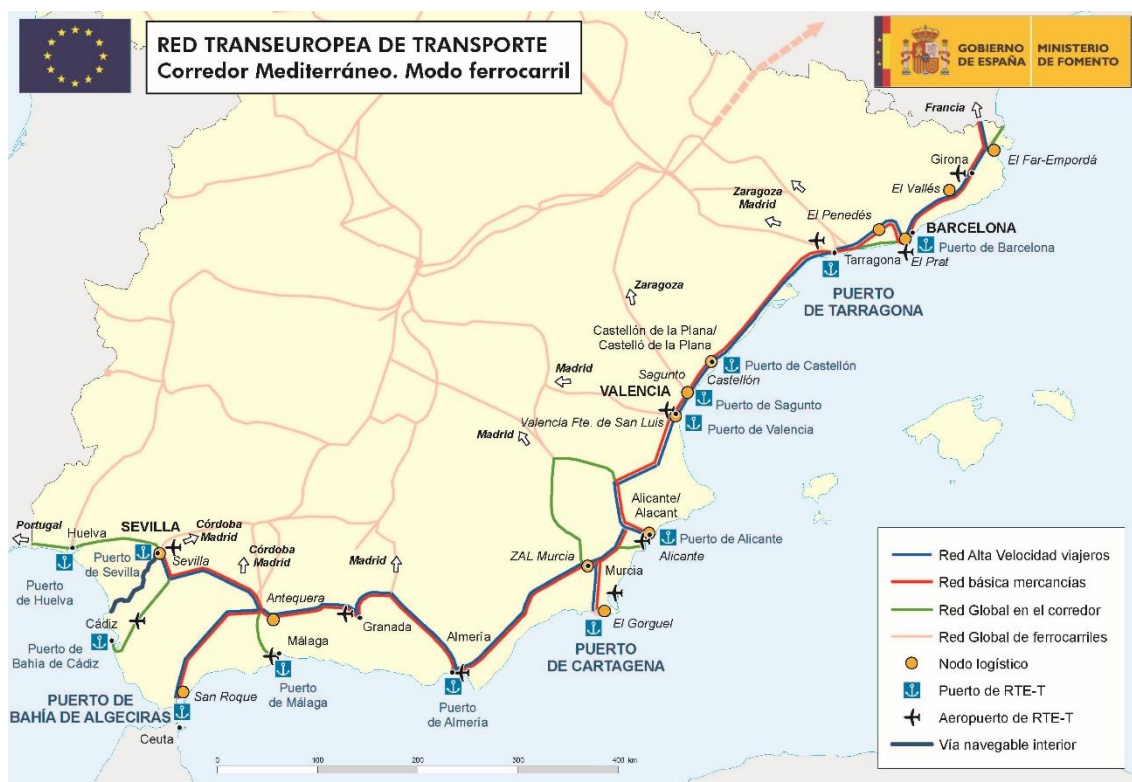 RED TRANSEUROPEA DE TRANSPORTE
Corredor Mediterráneo. Modo ferrocarril
GOBIERNO
DE ESPAÑA
MINISTERIO
DE FOMENTO
Francia
Girona
El Far-Empordá
El Vallés
Zaragoza
Madrid
El Penedés
BARCELONA
Puerto de Barcelona
El Prat
Tarragona
PUERTO
DE TARRAGONA
Zaragoza
Castellón de la Plana/
Castelló de la Plana
Puerto de Castellón
Castellón
Sagunto
Madrid
VALENCIA
Puerto de Sagunto
Valencia Fte. de San Luis
Puerto de Valencia
Madrid
Alicante/
Alacant
Puerto de Alicante
Alicante
ZAL Murcia
Murcia
El Gorguel
PUERTO
DE CARTAGENA
Portugal
Huelva
SEVILLA
Córdoba
Madrid
Puerto
de Sevilla
Sevilla
Puerto
de Huelva
Córdoba
Madrid
Madrid
Antequera
Granada
Cádiz
Málaga
Almería
Puerto de
Bahía de Cádiz
Puerto
de Málaga
Puerto
de Almería
San Roque
PUERTO DE
BAHÍA DE ALGECIRAS
Ceuta
0 100 200 300 400 km
Red Alta Velocidad viajeros
Red básica mercancías
Red Global en el corredor
Red Global de ferrocarriles
Nodo logístico
Puerto de RTE-T
Aeropuerto de RTE-T
Vía navegable interior